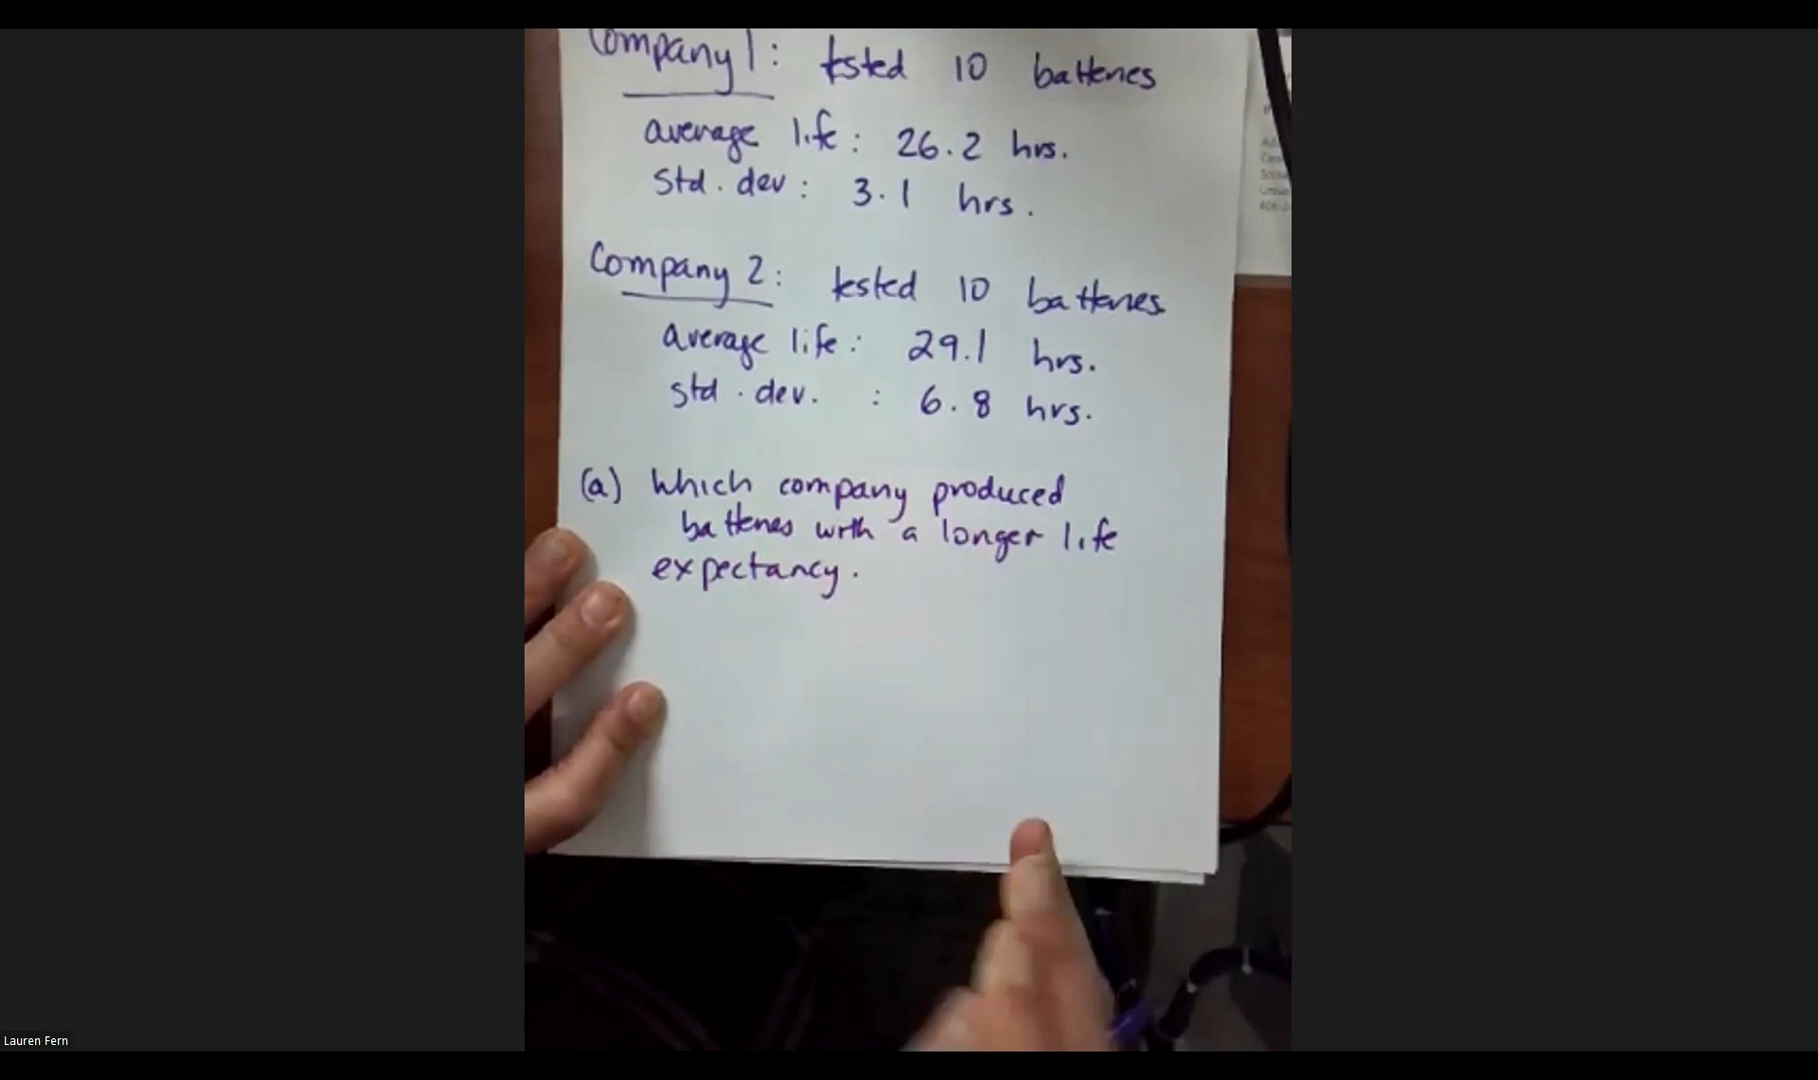 Company 1: tested 10 batteries
average life: 26.2 hrs.
Std. dev: 3.1 hrs.
Company 2: tested 10 batteries
average life: 29.1 hrs.
std. dev. : 6.8 hrs.
(a) Which company produced
batteries with a longer life
expectancy.
Lauren Fern